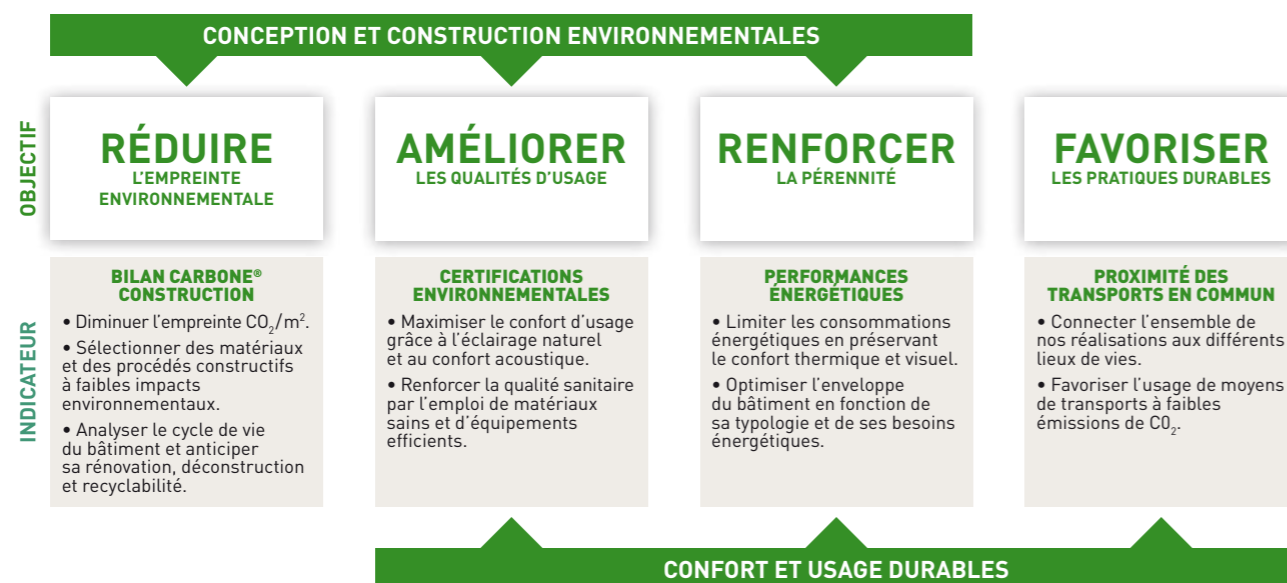 CONCEPTION ET CONSTRUCTION ENVIRONNEMENTALES
OBJECTIF
RÉDUIRE
L'EMPREINTE
ENVIRONNEMENTALE
AMÉLIORER
LES QUALITÉS D'USAGE
RENFORCER
LA PÉRENNITÉ
FAVORISER
LES PRATIQUES DURABLES
INDICATEUR
BILAN CARBONE®
CONSTRUCTION
• Diminuer l'empreinte CO₂/m².
• Sélectionner des matériaux
et des procédés constructifs
à faibles impacts
environnementaux.
• Analyser le cycle de vie
du bâtiment et anticiper
sa rénovation, déconstruction
et recyclabilité.
CERTIFICATIONS
ENVIRONNEMENTALES
• Maximiser le confort d'usage
grâce à l'éclairage naturel
et au confort acoustique.
• Renforcer la qualité sanitaire
par l'emploi de matériaux
sains et d'équipements
efficients.
PERFORMANCES
ÉNERGÉTIQUES
• Limiter les consommations
énergétiques en préservant
le confort thermique et visuel.
• Optimiser l'enveloppe
du bâtiment en fonction de
sa typologie et de ses besoins
énergétiques.
PROXIMITÉ DES
TRANSPORTS EN COMMUN
• Connecter l'ensemble de
nos réalisations aux différents
lieux de vies.
• Favoriser l'usage de moyens
de transports à faibles
émissions de C0₂.
CONFORT ET USAGE DURABLES